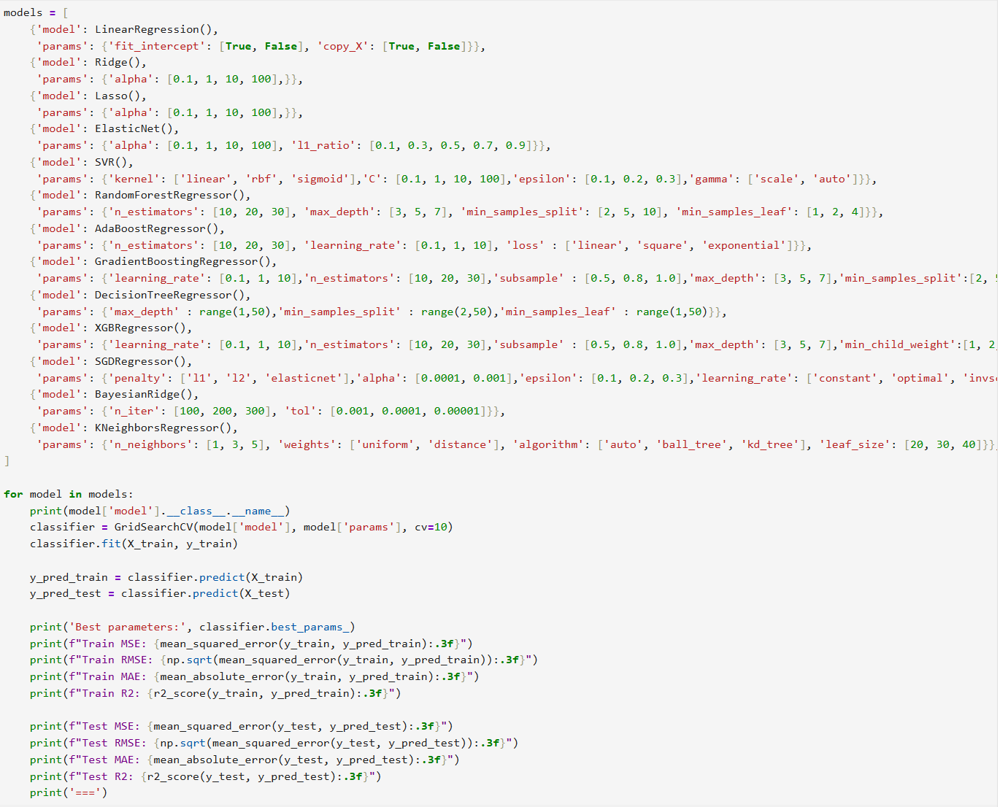 models = [
    {'model': LinearRegression(),
     'params': {'fit_intercept': [True, False], 'copy_X': [True, False]}},
    {'model': Ridge(),
     'params': {'alpha': [0.1, 1, 10, 100],}},
    {'model': Lasso(),
     'params': {'alpha': [0.1, 1, 10, 100],}},
    {'model': ElasticNet(),
     'params': {'alpha': [0.1, 1, 10, 100], 'l1_ratio': [0.1, 0.3, 0.5, 0.7, 0.9]}},
    {'model': SVR(),
     'params': {'kernel': ['linear', 'rbf', 'sigmoid'],'C': [0.1, 1, 10, 100],'epsilon': [0.1, 0.2, 0.3],'gamma': ['scale', 'auto']}},
    {'model': RandomForestRegressor(),
     'params': {'n_estimators': [10, 20, 30], 'max_depth': [3, 5, 7], 'min_samples_split': [2, 5, 10], 'min_samples_leaf': [1, 2, 4]}},
    {'model': AdaBoostRegressor(),
     'params': {'n_estimators': [10, 20, 30], 'learning_rate': [0.1, 1, 10], 'loss' : ['linear', 'square', 'exponential']}},
    {'model': GradientBoostingRegressor(),
     'params': {'learning_rate': [0.1, 1, 10],'n_estimators': [10, 20, 30],'subsample' : [0.5, 0.8, 1.0],'max_depth': [3, 5, 7],'min_samples_split':[2,
    {'model': DecisionTreeRegressor(),
     'params': {'max_depth' : range(1,50),'min_samples_split' : range(2,50),'min_samples_leaf' : range(1,50)}},
    {'model': XGBRegressor(),
     'params': {'learning_rate': [0.1, 1, 10],'n_estimators': [10, 20, 30],'subsample' : [0.5, 0.8, 1.0],'max_depth': [3, 5, 7],'min_child_weight':[1, 2,
    {'model': SGDRegressor(),
     'params': {'penalty': ['l1', 'l2', 'elasticnet'],'alpha': [0.0001, 0.001],'epsilon': [0.1, 0.2, 0.3],'learning_rate': ['constant', 'optimal', 'invsc
    {'model': BayesianRidge(),
     'params': {'n_iter': [100, 200, 300], 'tol': [0.001, 0.0001, 0.00001]}},
    {'model': KNeighborsRegressor(),
     'params': {'n_neighbors': [1, 3, 5], 'weights': ['uniform', 'distance'], 'algorithm': ['auto', 'ball_tree', 'kd_tree'], 'leaf_size': [20, 30, 40]}}
]
for model in models:
    print(model['model'].__class__.__name__)
    classifier = GridSearchCV(model['model'], model['params'], cv=10)
    classifier.fit(X_train, y_train)
    y_pred_train = classifier.predict(X_train)
    y_pred_test = classifier.predict(X_test)
    print('Best parameters:', classifier.best_params_)
    print(f"Train MSE: {mean_squared_error(y_train, y_pred_train):.3f}")
    print(f"Train RMSE: {np.sqrt(mean_squared_error(y_train, y_pred_train)):.3f}")
    print(f"Train MAE: {mean_absolute_error(y_train, y_pred_train):.3f}")
    print(f"Train R2: {r2_score(y_train, y_pred_train):.3f}")
    print(f"Test MSE: {mean_squared_error(y_test, y_pred_test):.3f}")
    print(f"Test RMSE: {np.sqrt(mean_squared_error(y_test, y_pred_test)):.3f}")
    print(f"Test MAE: {mean_absolute_error(y_test, y_pred_test):.3f}")
    print(f"Test R2: {r2_score(y_test, y_pred_test):.3f}")
    print('===')